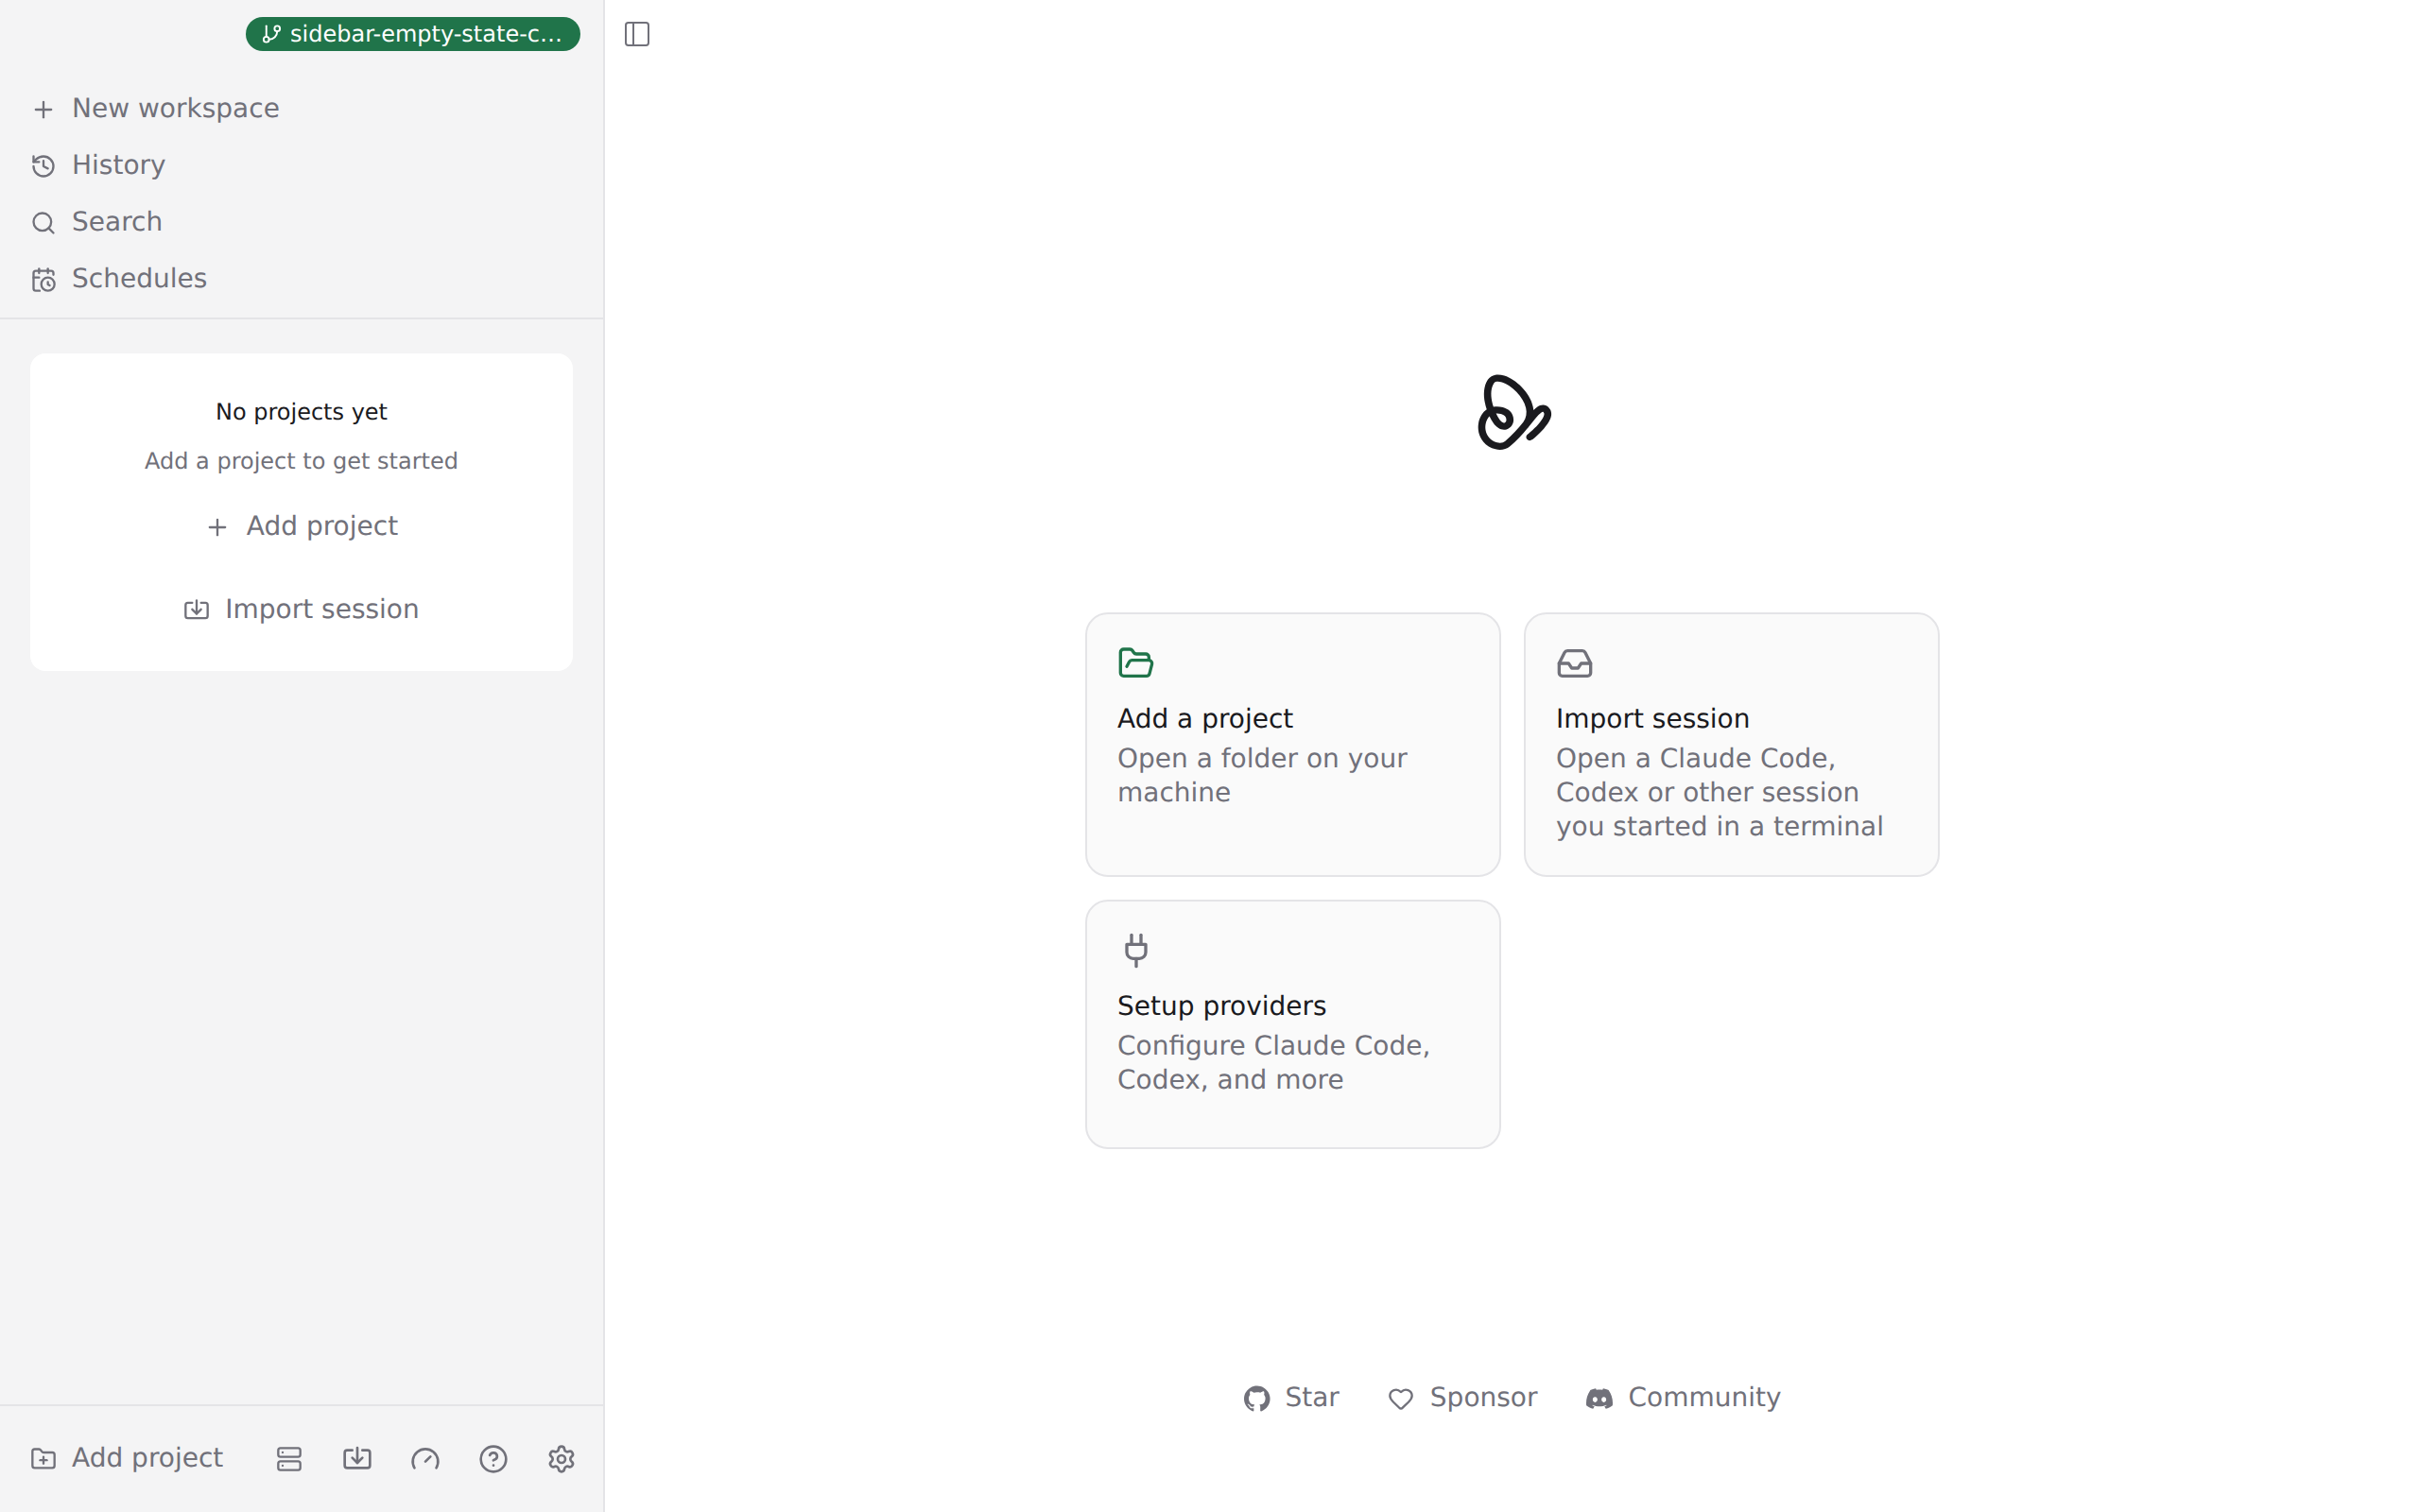 sidebar-empty-state-c...
New workspace
History
Search
Schedules
No projects yet
Add a project to get started
Add project
Import session
Add project
Add a project
Open a folder on your
machine
Import session
Open a Claude Code,
Codex or other session
you started in a terminal
Setup providers
Configure Claude Code,
Codex, and more
Star
Sponsor
Community